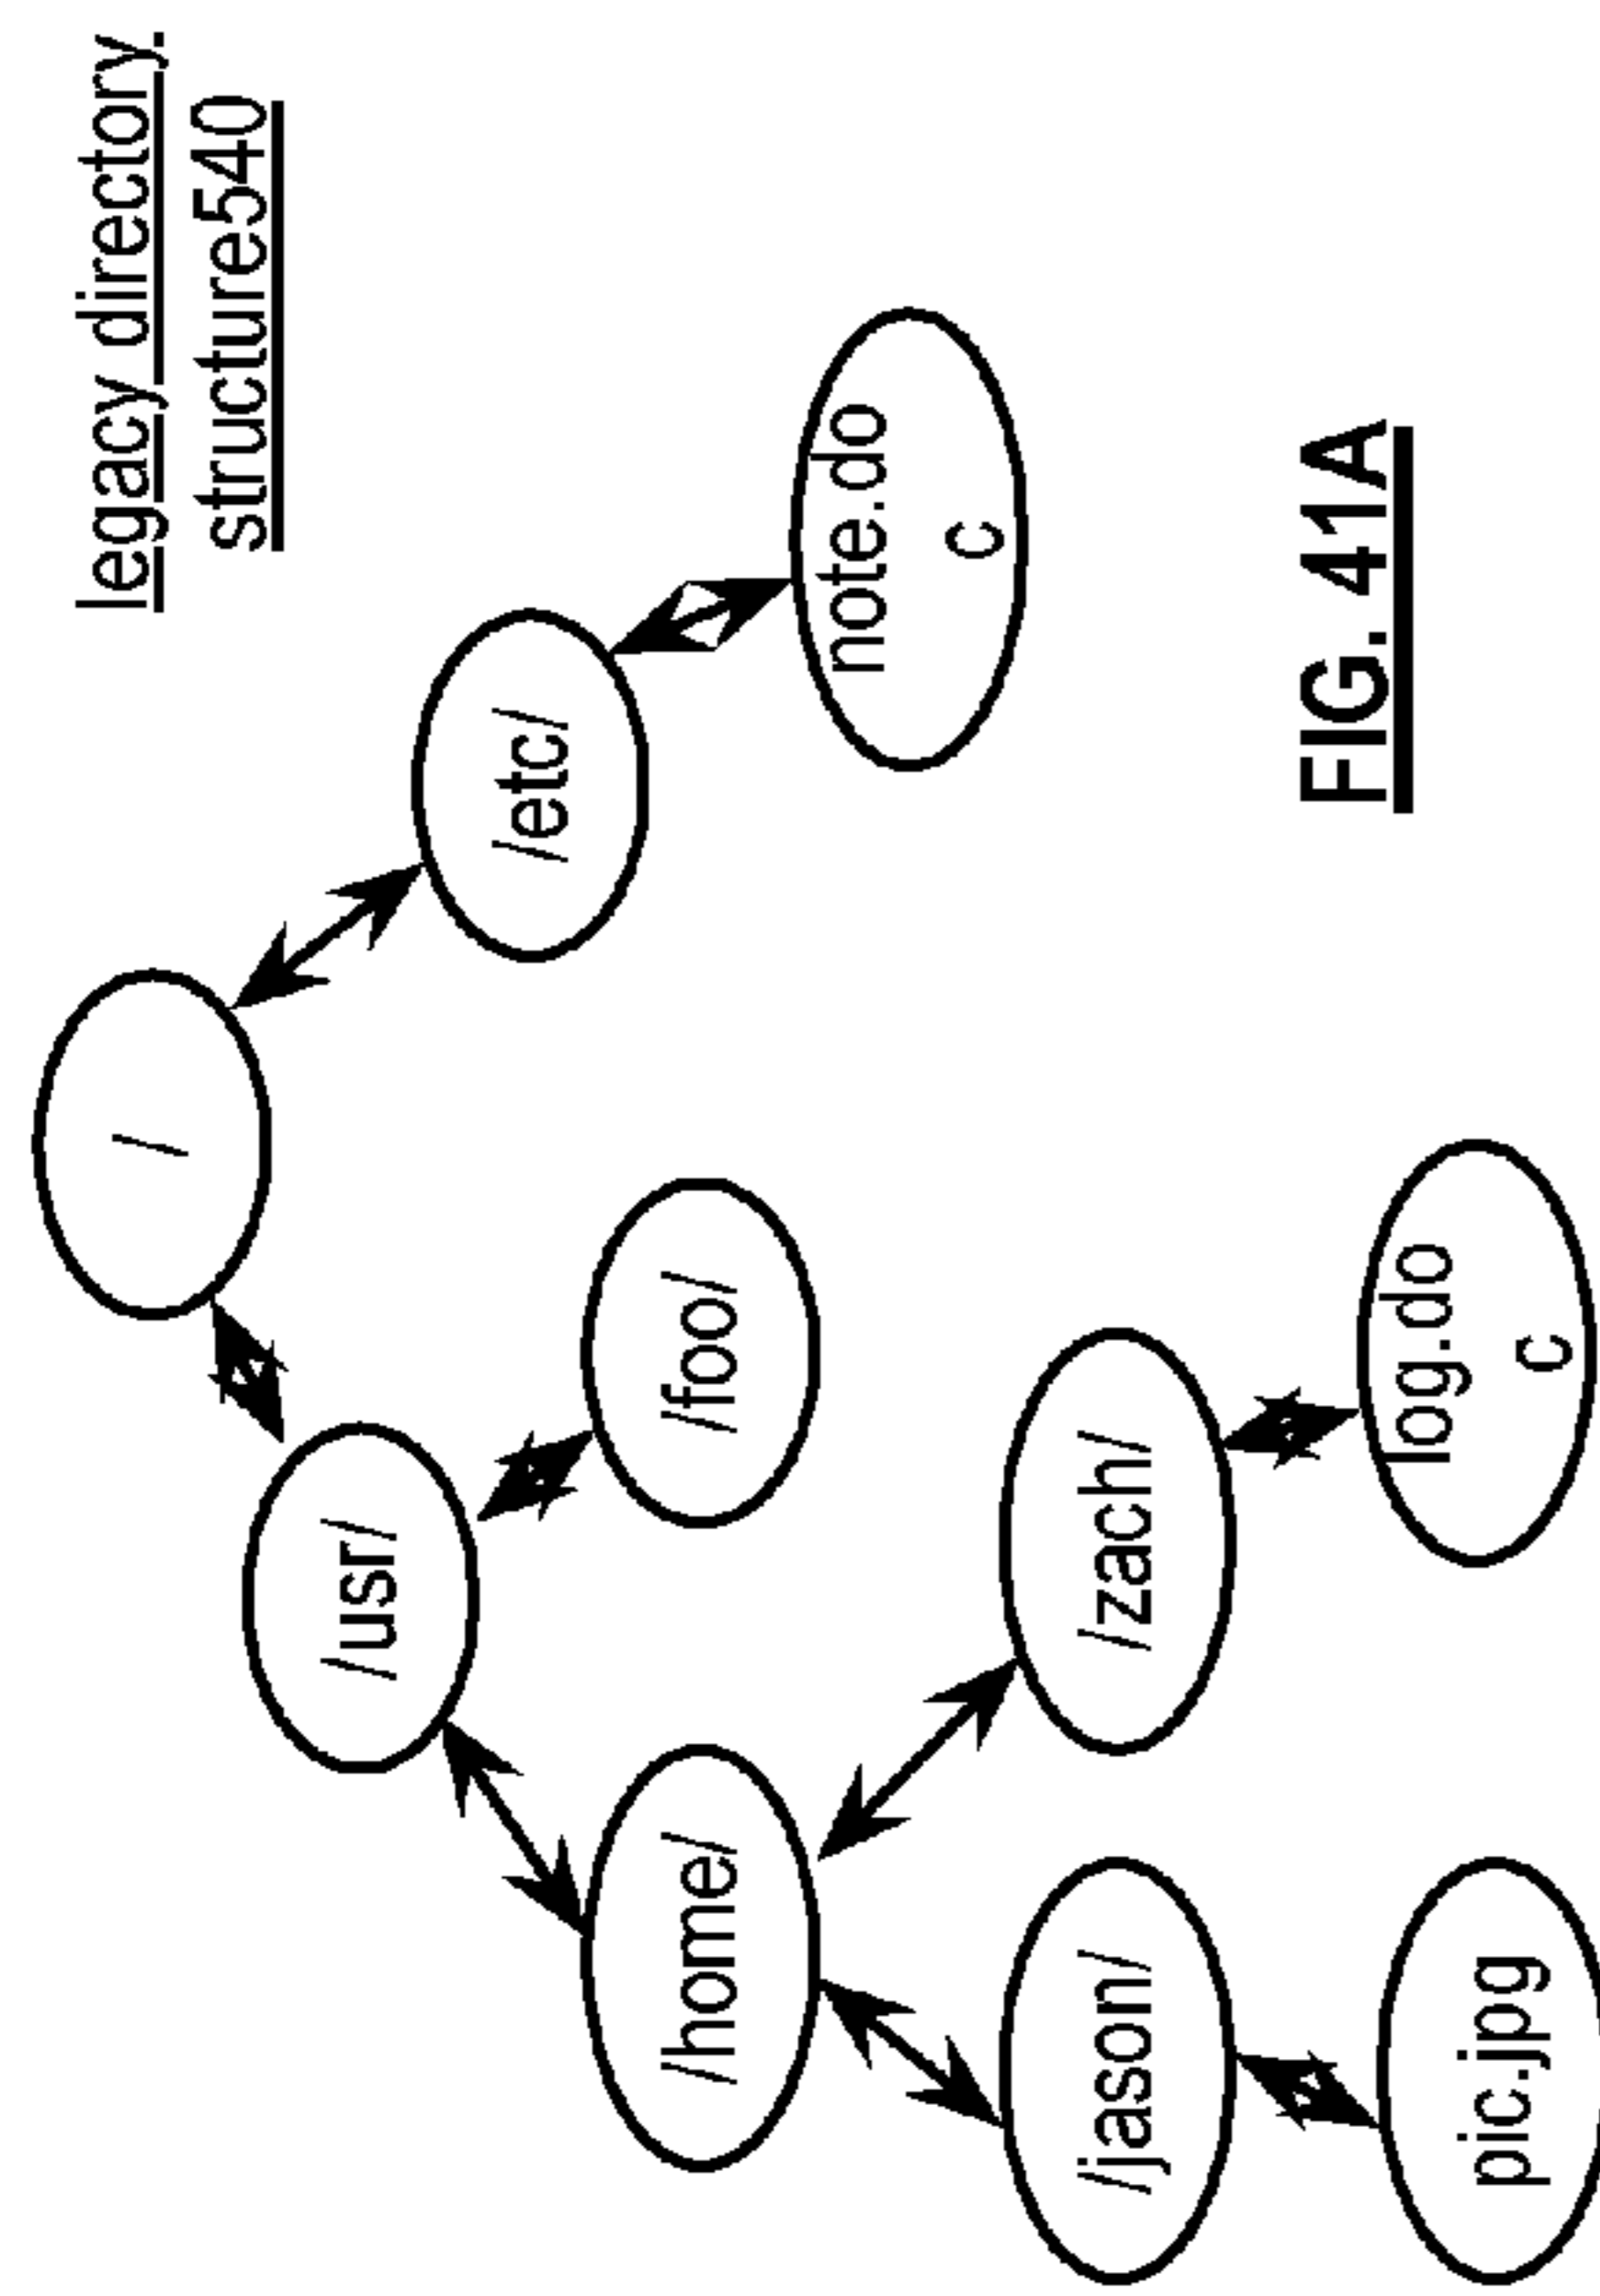 legacy directory
structure540
/
/usr/
/etc/
/home/
/foo/
note.do
c
/jason/
/zach/
pic.jpg
log.do
c
FIG. 41A